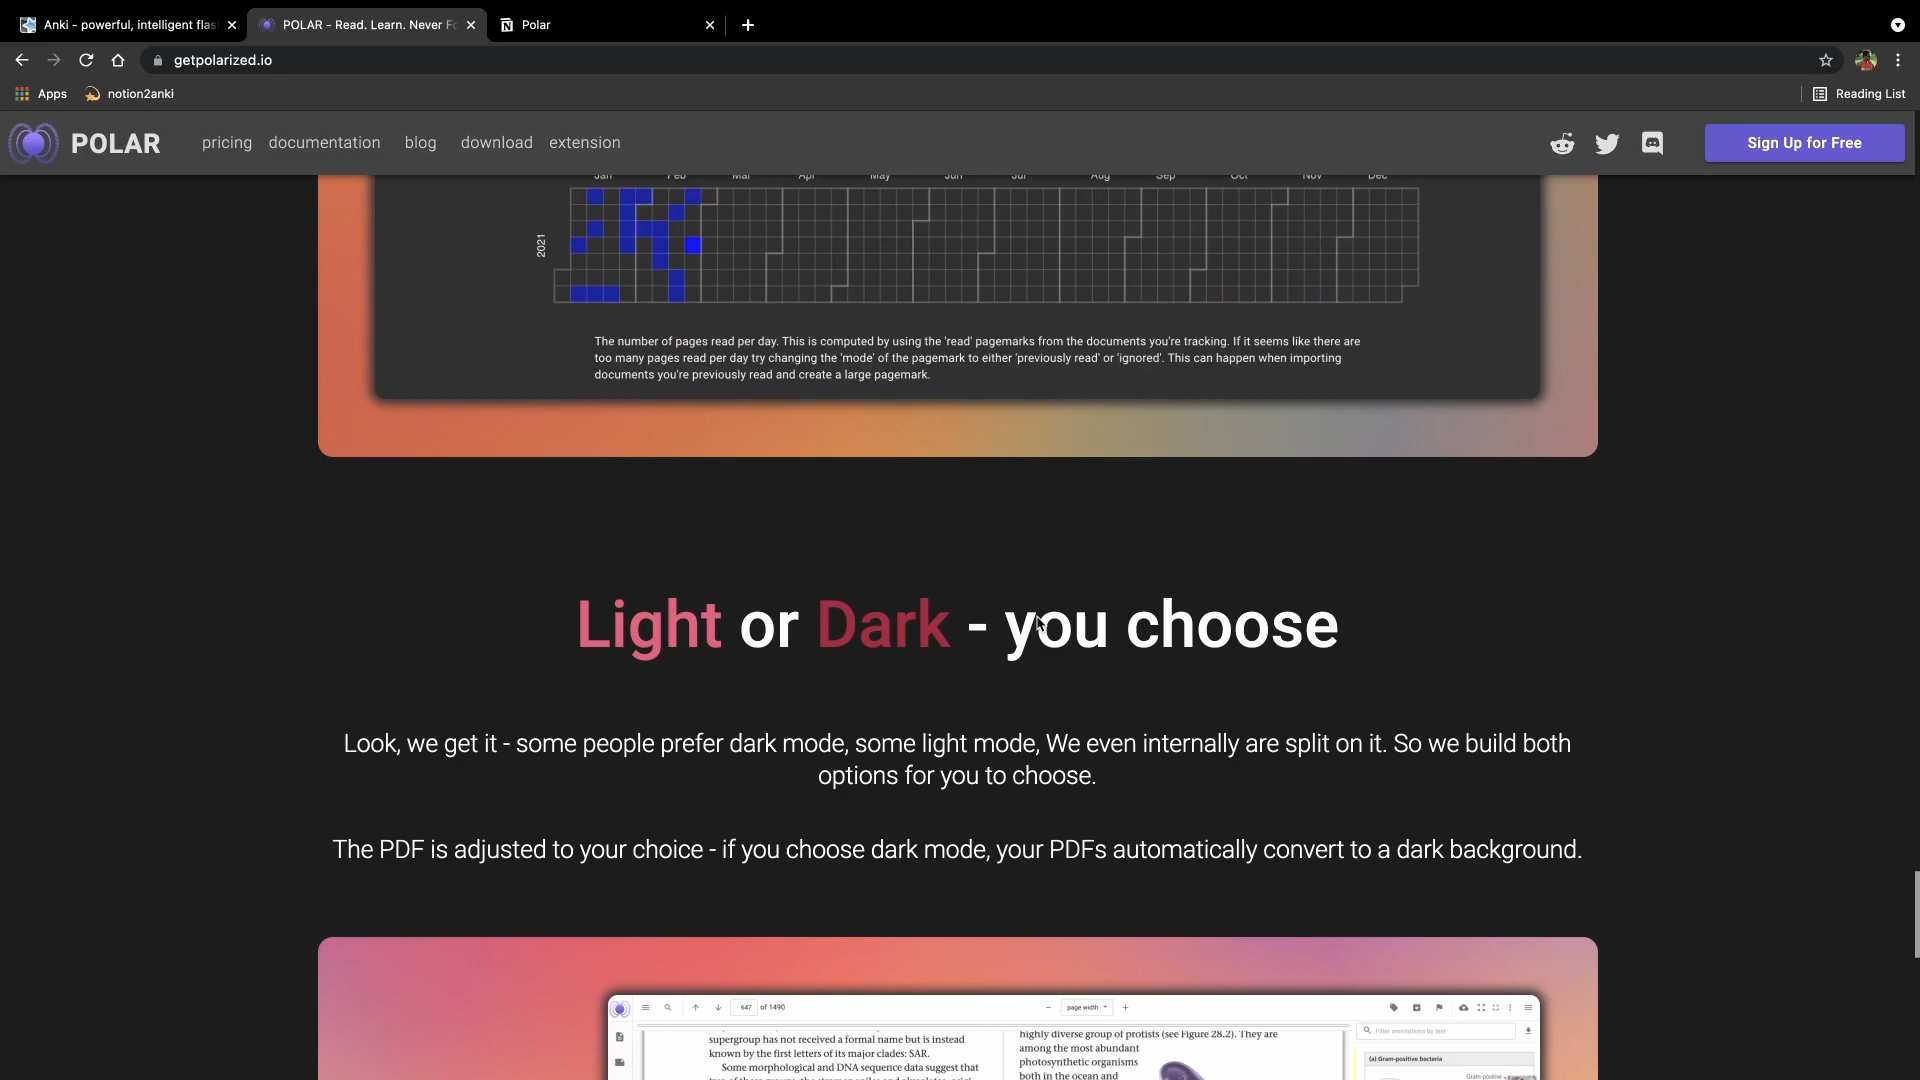 Anki - powerful, intelligent flas
POLAR - Read. Learn. Never Fo
Polar
getpolarized.io
Apps
notion2anki
Reading List
POLAR
pricing
documentation
blog
download
extension
Sign Up for Free
Jan Feb Mar Apr May Jun Jul Aug Sep Oct Nov Dec
2021
The number of pages read per day. This is computed by using the 'read' pagemarks from the documents you're tracking. If it seems like there are
too many pages read per day try changing the 'mode' of the pagemark to either 'previously read' or 'ignored'. This can happen when importing
documents you're previously read and create a large pagemark.
Light or Dark - you choose
Look, we get it - some people prefer dark mode, some light mode, We even internally are split on it. So we build both
options for you to choose.
The PDF is adjusted to your choice - if you choose dark mode, your PDFs automatically convert to a dark background.
647 of 1490
page width
Filter annotations by text
supergroup has not received a formal name but is instead
known by the first letters of its major clades: SAR.
Some morphological and DNA sequence data suggest that
highly diverse group of protists (see Figure 28.2). They are
among the most abundant
photosynthetic organisms
both in the ocean and
(a) Gram-positive bacteria
Gram-positive